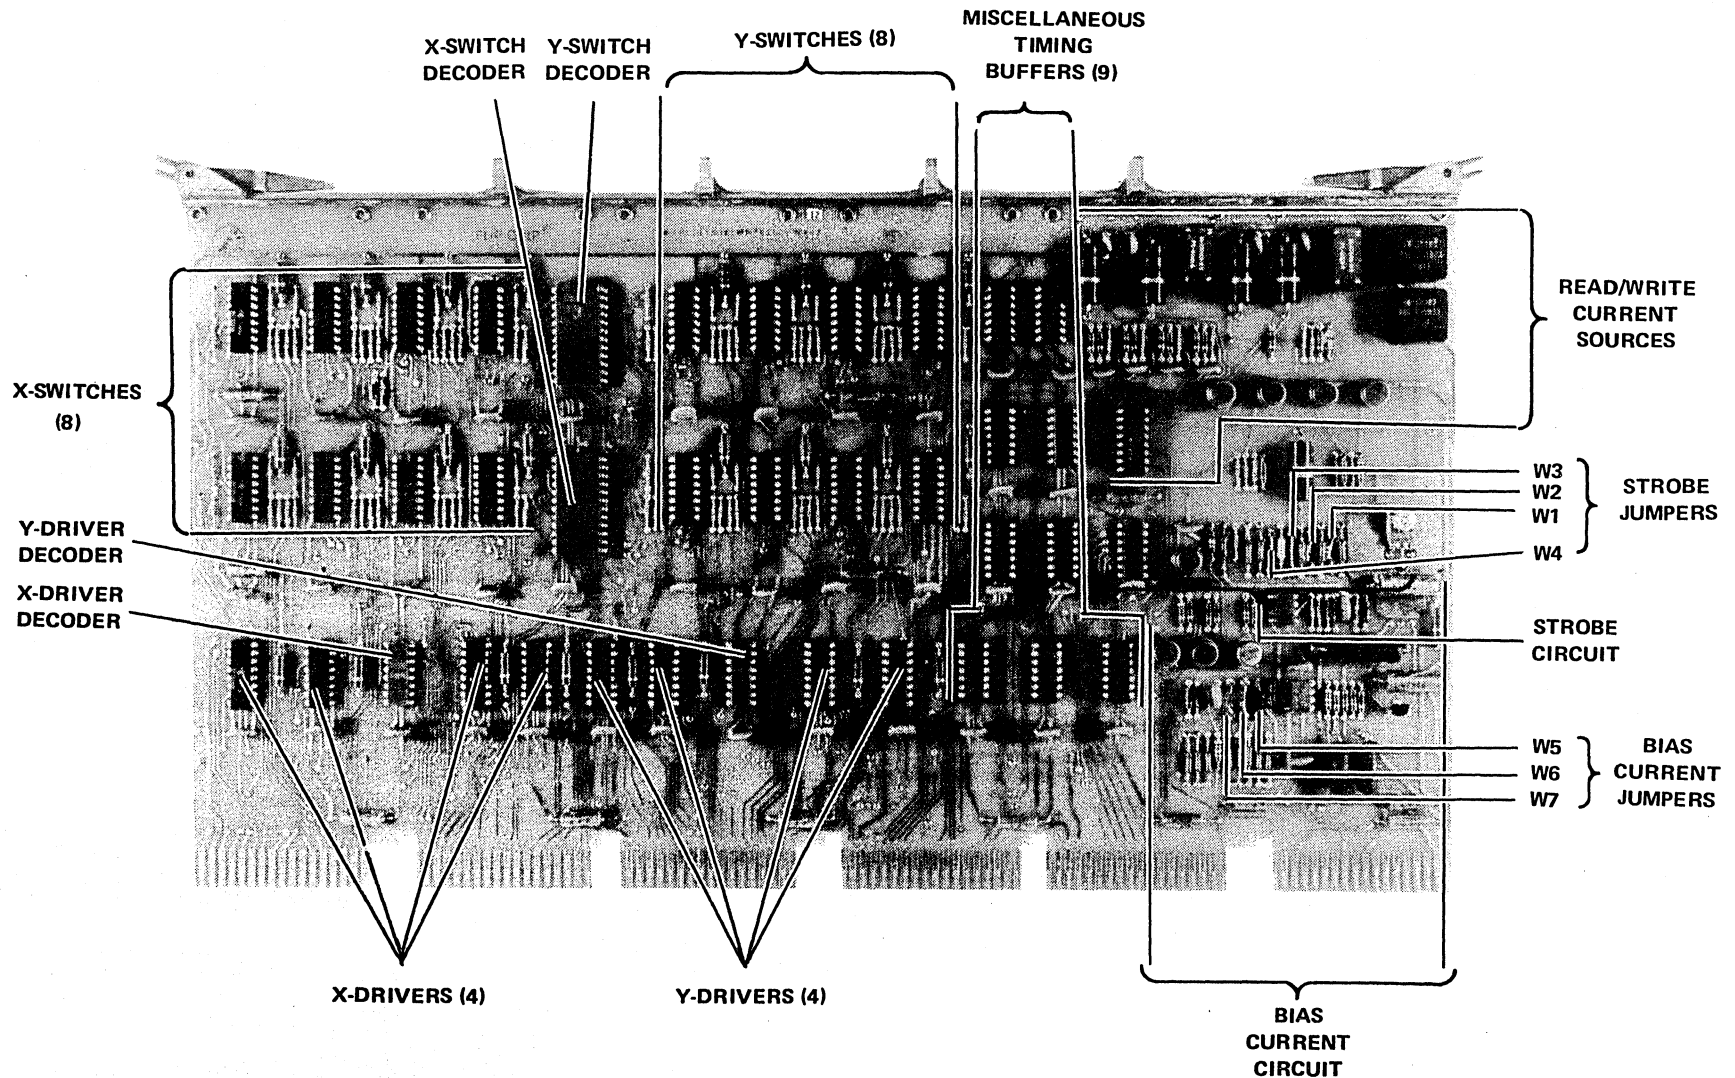 MISCELLANEOUS
TIMING
BUFFERS (9)
X-SWITCH
DECODER
Y-SWITCH
DECODER
Y-SWITCHES (8)
READ/WRITE
CURRENT
SOURCES
X-SWITCHES
(8)
W3
W2
W1
W4
STROBE
JUMPERS
Y-DRIVER
DECODER
X-DRIVER
DECODER
STROBE
CIRCUIT
W5
W6
W7
BIAS
CURRENT
JUMPERS
X-DRIVERS (4)
Y-DRIVERS (4)
BIAS
CURRENT
CIRCUIT